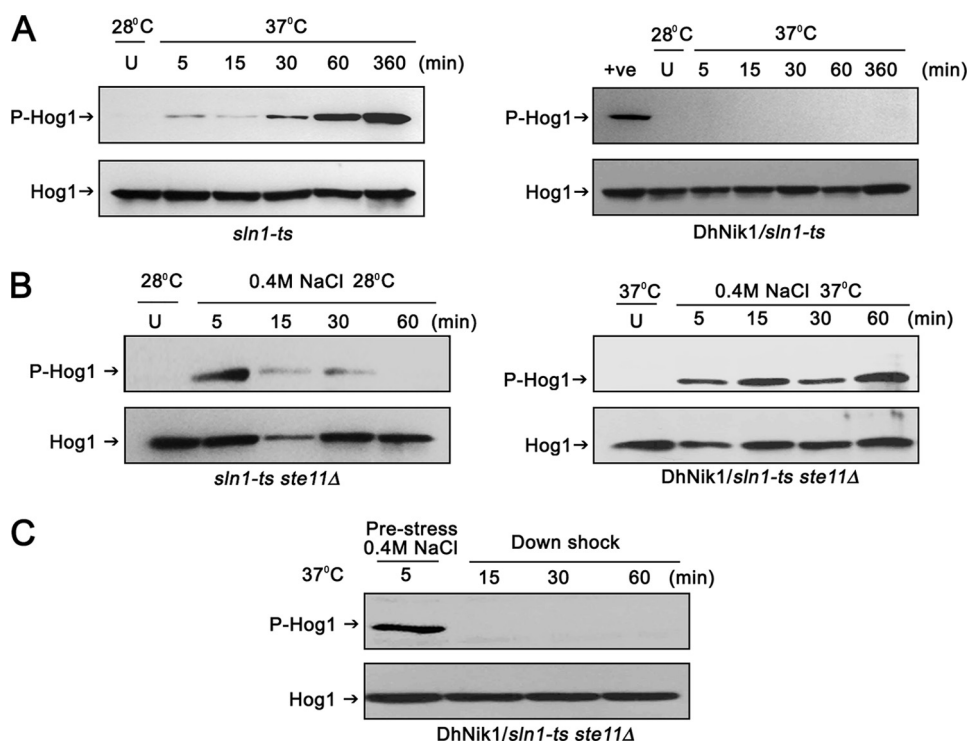 A
28⁰C 37⁰C
U 5 15 30 60 360 (min)
P-Hog1→
Hog1→
sln1-ts
28⁰C 37⁰C
+ve U 5 15 30 60 360 (min)
P-Hog1→
Hog1→
DhNik1/sln1-ts
B
28⁰C 0.4M NaCl 28⁰C
U 5 15 30 60 (min)
P-Hog1 →
Hog1 →
sln1-ts ste11Δ
37⁰C 0.4M NaCl 37⁰C
U 5 15 30 60 (min)
P-Hog1→
Hog1→
DhNik1/sln1-ts ste11Δ
C
Pre-stress
0.4M NaCl Down shock
37⁰C 5 15 30 60 (min)
P-Hog1 →
Hog1 →
DhNik1/sln1-ts ste11Δ